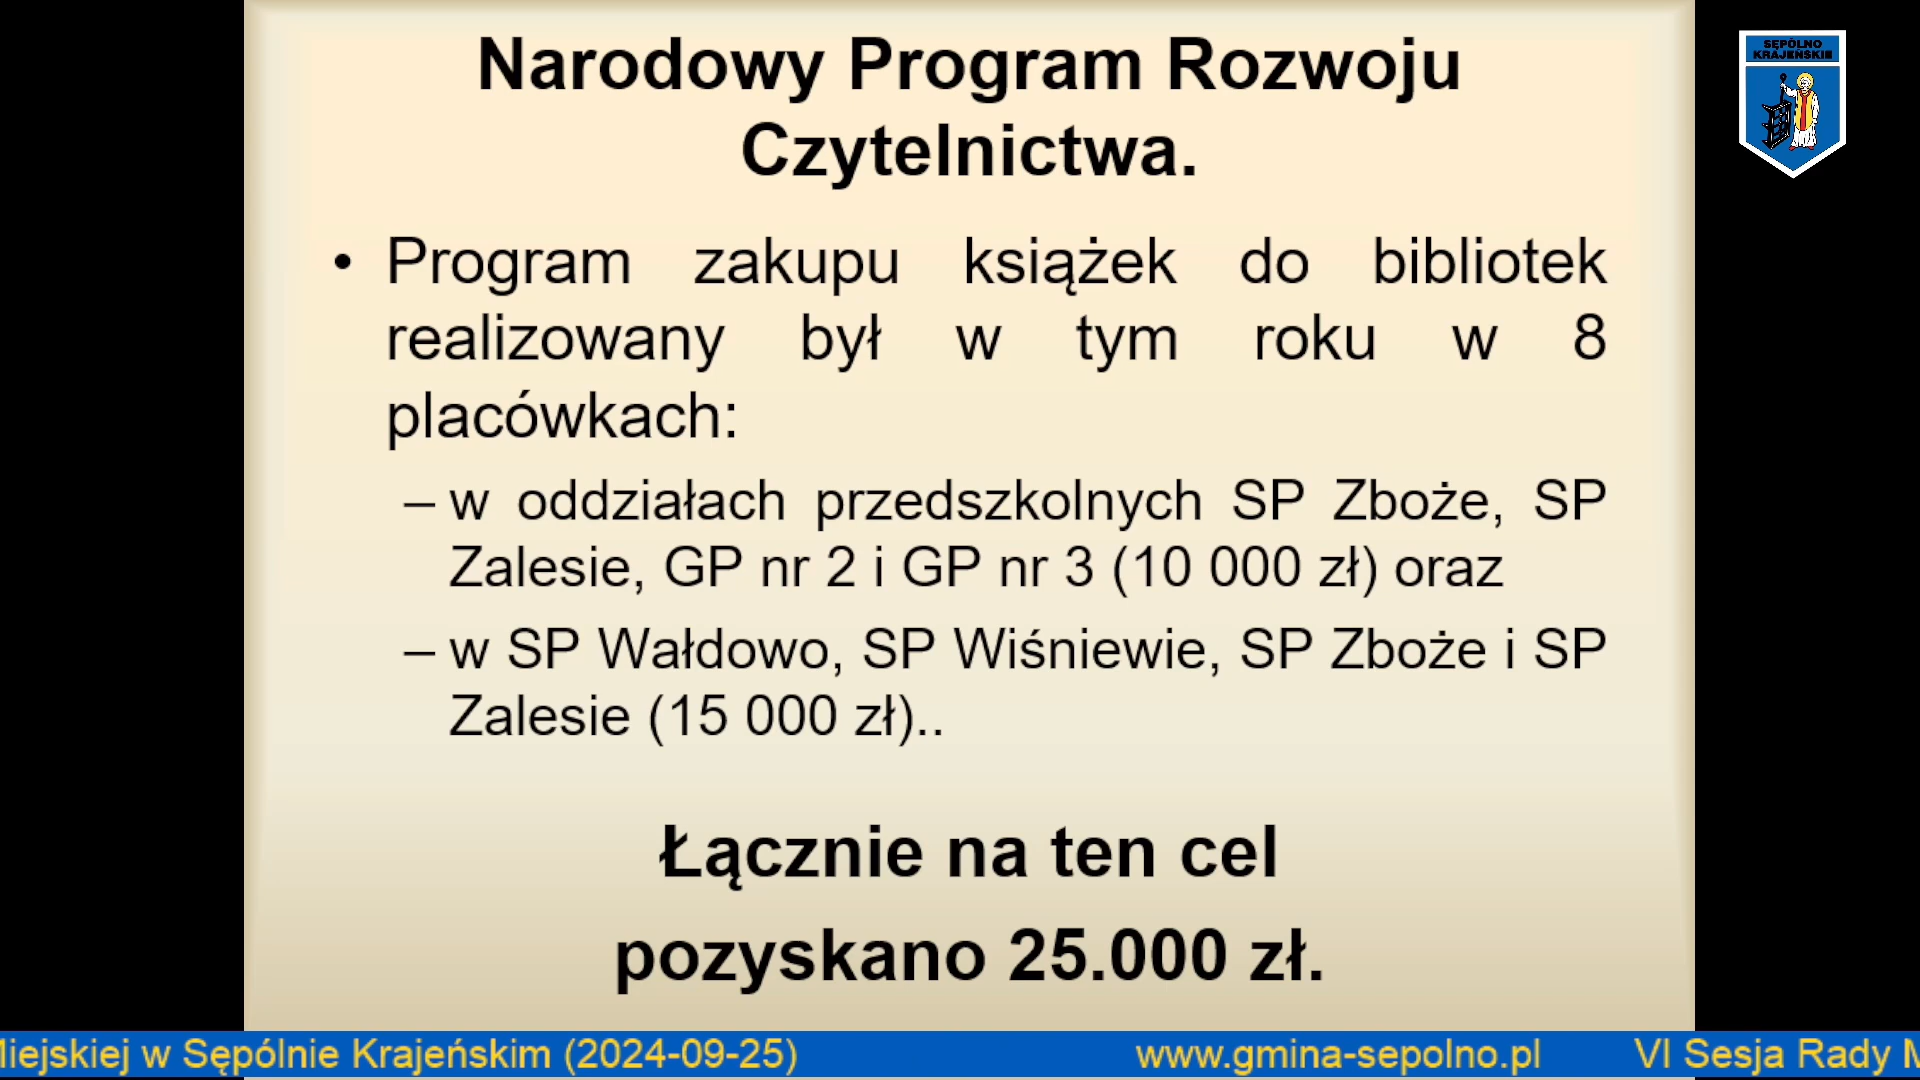 Narodowy Program Rozwoju
Czytelnictwa.
SĘPÓLNO
KRAJEŃSKIE
• Program zakupu książek do bibliotek
realizowany był w tym roku w 8
placówkach:
– w oddziałach przedszkolnych SP Zboże, SP
Zalesie, GP nr 2 i GP nr 3 (10 000 zł) oraz
– w SP Wałdowo, SP Wiśniewie, SP Zboże i SP
Zalesie (15 000 zł)..
Łącznie na ten cel
pozyskano 25.000 zł.
Miejskiej w Sępólnie Krajeńskim (2024-09-25) www.gmina-sepolno.pl VI Sesja Rady M